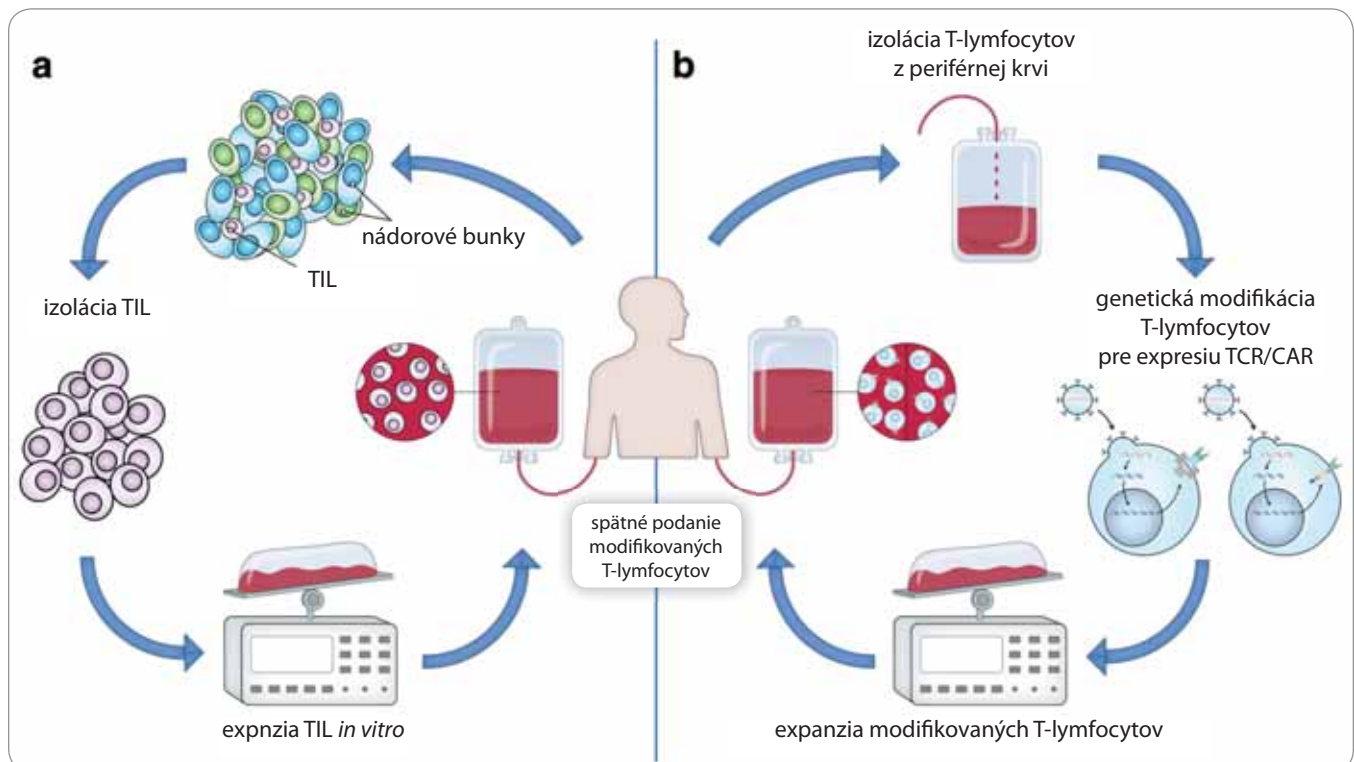 a
nádorové bunky
TIL
izolácia TIL
expnzia TIL in vitro
b
izolácia T-lymfocytov
z periférnej krvi
genetická modifikácia
T-lymfocytov
pre expresiu TCR/CAR
expanzia modifikovaných T-lymfocytov
spätné podanie
modifikovaných
T-lymfocytov